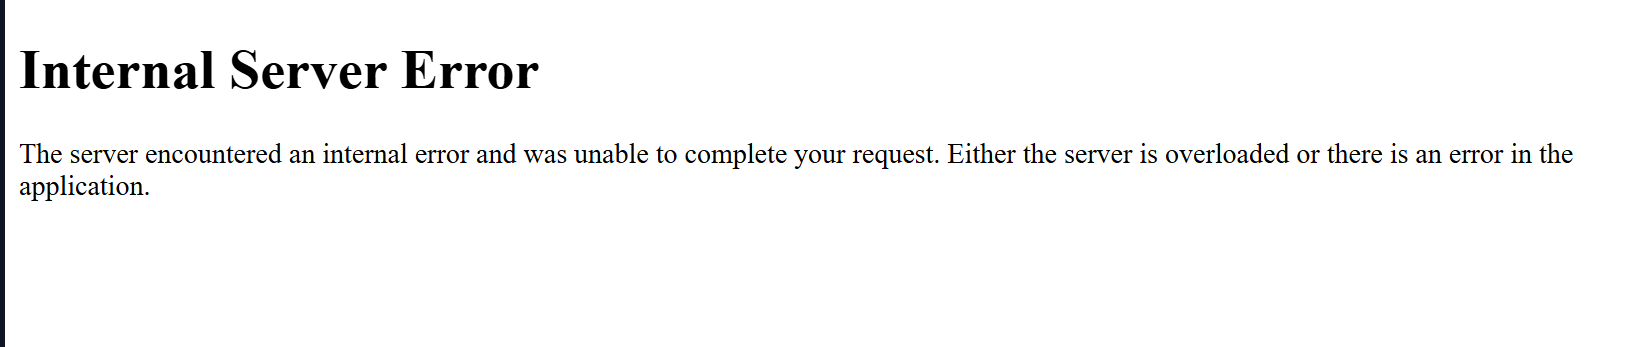 Internal Server Error
The server encountered an internal error and was unable to complete your request. Either the server is overloaded or there is an error in the
application.